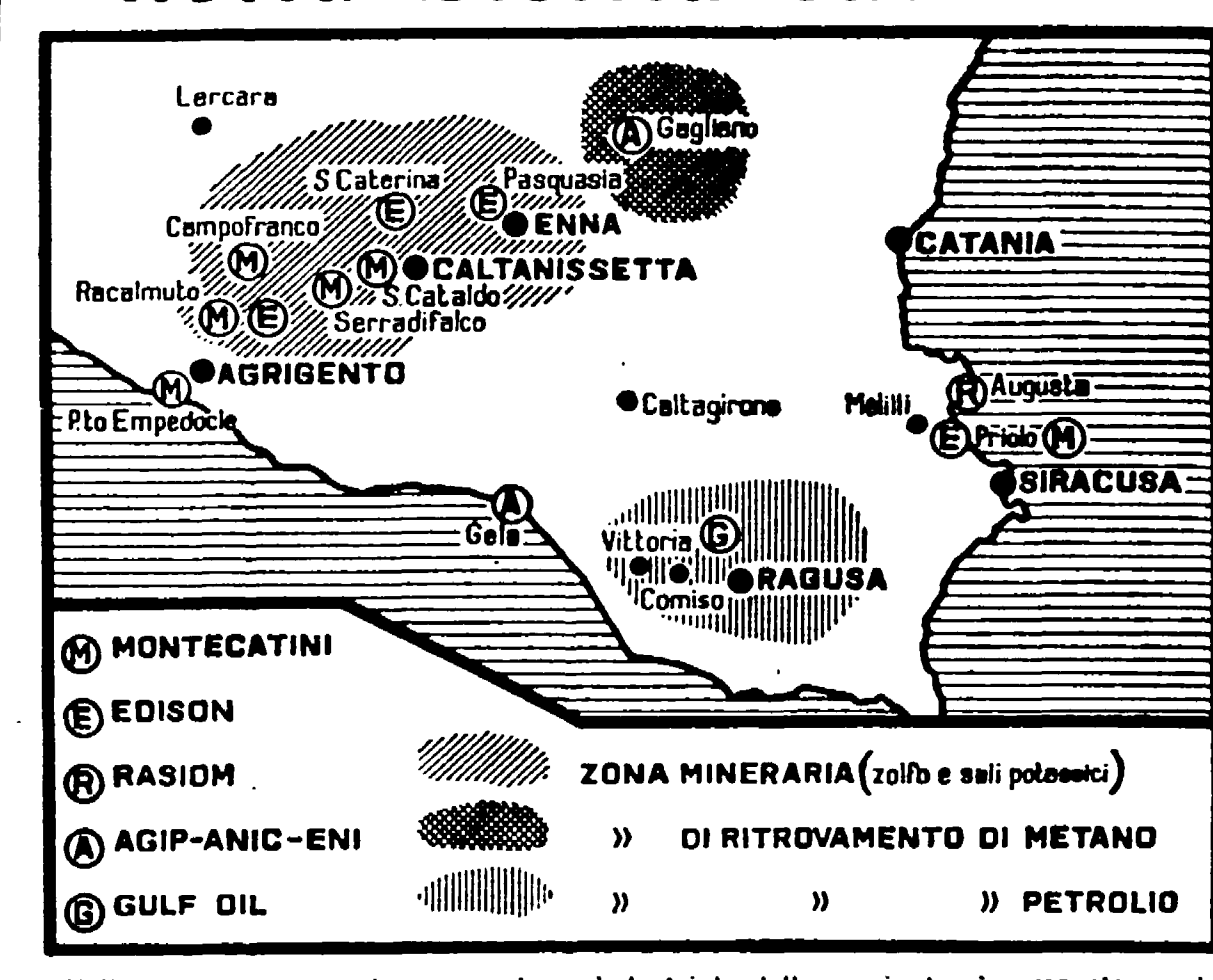 Lercara
A Gagliano
S Caterina
Pasquasia
E
E
ENNA
Campofranco
CATANIA
M
M
CALTANISSETTA
Racalmuto
M
S. Cataldo
M
E
Serradifalco
AGRIGENTO
M
R Augusta
P.to Empedocle
Caltagirone
Melilli
E Priolo M
SIRACUSA
A
Gela
Vittoria
G
RAGUSA
Comiso
M MONTECATINI
E EDISON
R RASIOM
ZONA MINERARIA (zolfo e sali potassici)
A AGIP-ANIC-ENI
» DI RITROVAMENTO DI METANO
G GULF OIL
» » » PETROLIO